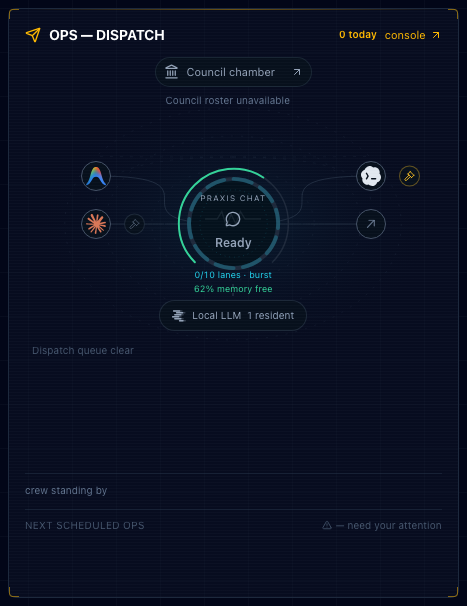 OPS — DISPATCH
0 today console
Council chamber
Council roster unavailable
PRAXIS CHAT
Ready
0/10 lanes · burst
62% memory free
Local LLM 1 resident
Dispatch queue clear
crew standing by
NEXT SCHEDULED OPS
— need your attention